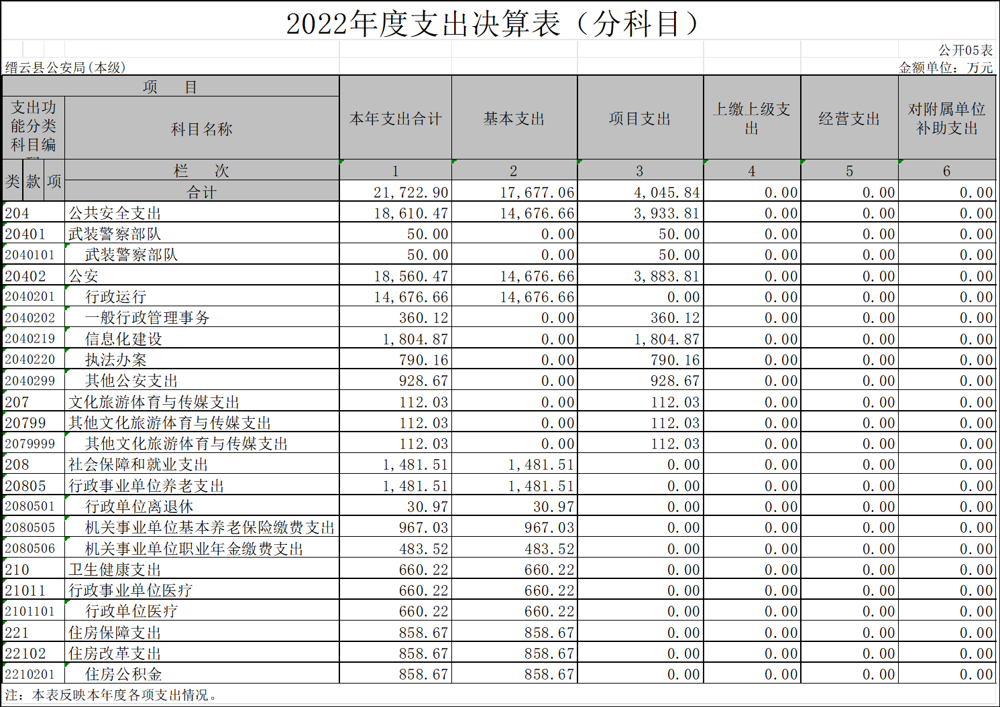 2022年度支出决算表（分科目）
公开05表
缙云县公安局(本级) 金额单位：万元
项 目 本年支出合计 基本支出 项目支出 上缴上级支出 经营支出 对附属单位补助支出
支出功能分类科目编 科目名称
类 款 项 栏 次 1 2 3 4 5 6
合计 21,722.90 17,677.06 4,045.84 0.00 0.00 0.00
204 公共安全支出 18,610.47 14,676.66 3,933.81 0.00 0.00 0.00
20401 武装警察部队 50.00 0.00 50.00 0.00 0.00 0.00
2040101 武装警察部队 50.00 0.00 50.00 0.00 0.00 0.00
20402 公安 18,560.47 14,676.66 3,883.81 0.00 0.00 0.00
2040201 行政运行 14,676.66 14,676.66 0.00 0.00 0.00 0.00
2040202 一般行政管理事务 360.12 0.00 360.12 0.00 0.00 0.00
2040219 信息化建设 1,804.87 0.00 1,804.87 0.00 0.00 0.00
2040220 执法办案 790.16 0.00 790.16 0.00 0.00 0.00
2040299 其他公安支出 928.67 0.00 928.67 0.00 0.00 0.00
207 文化旅游体育与传媒支出 112.03 0.00 112.03 0.00 0.00 0.00
20799 其他文化旅游体育与传媒支出 112.03 0.00 112.03 0.00 0.00 0.00
2079999 其他文化旅游体育与传媒支出 112.03 0.00 112.03 0.00 0.00 0.00
208 社会保障和就业支出 1,481.51 1,481.51 0.00 0.00 0.00 0.00
20805 行政事业单位养老支出 1,481.51 1,481.51 0.00 0.00 0.00 0.00
2080501 行政单位离退休 30.97 30.97 0.00 0.00 0.00 0.00
2080505 机关事业单位基本养老保险缴费支出 967.03 967.03 0.00 0.00 0.00 0.00
2080506 机关事业单位职业年金缴费支出 483.52 483.52 0.00 0.00 0.00 0.00
210 卫生健康支出 660.22 660.22 0.00 0.00 0.00 0.00
21011 行政事业单位医疗 660.22 660.22 0.00 0.00 0.00 0.00
2101101 行政单位医疗 660.22 660.22 0.00 0.00 0.00 0.00
221 住房保障支出 858.67 858.67 0.00 0.00 0.00 0.00
22102 住房改革支出 858.67 858.67 0.00 0.00 0.00 0.00
2210201 住房公积金 858.67 858.67 0.00 0.00 0.00 0.00
注：本表反映本年度各项支出情况。